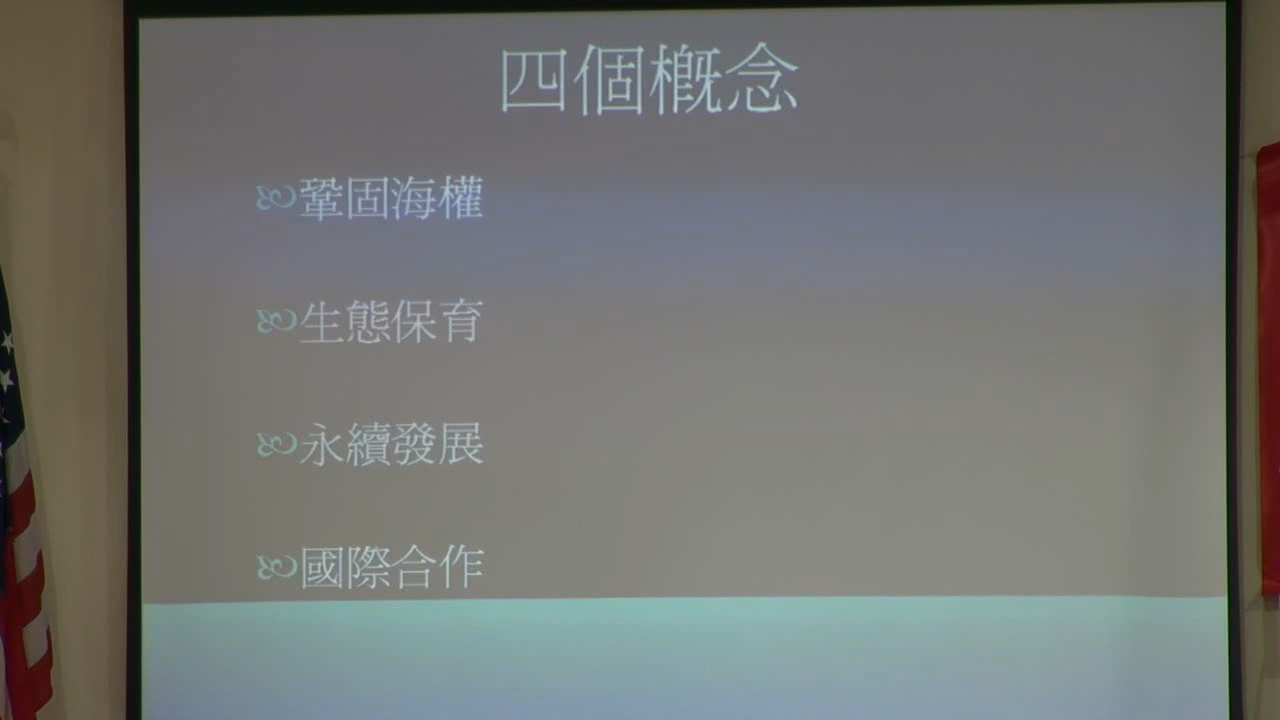 四個概念
鞏固海權
生態保育
永續發展
國際合作